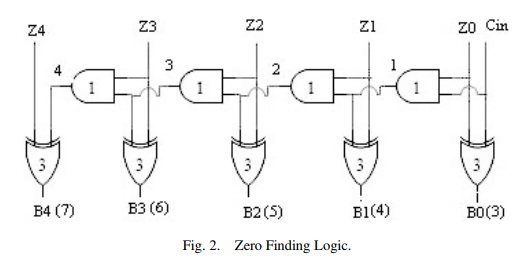 Z4 Z3 Z2 Z1 Z0 Cin
4 3 2 1
1 1 1 1
3 3 3 3 3
B4 (7) B3 (6) B2(5) B1(4) B0(3)
Fig. 2. Zero Finding Logic.